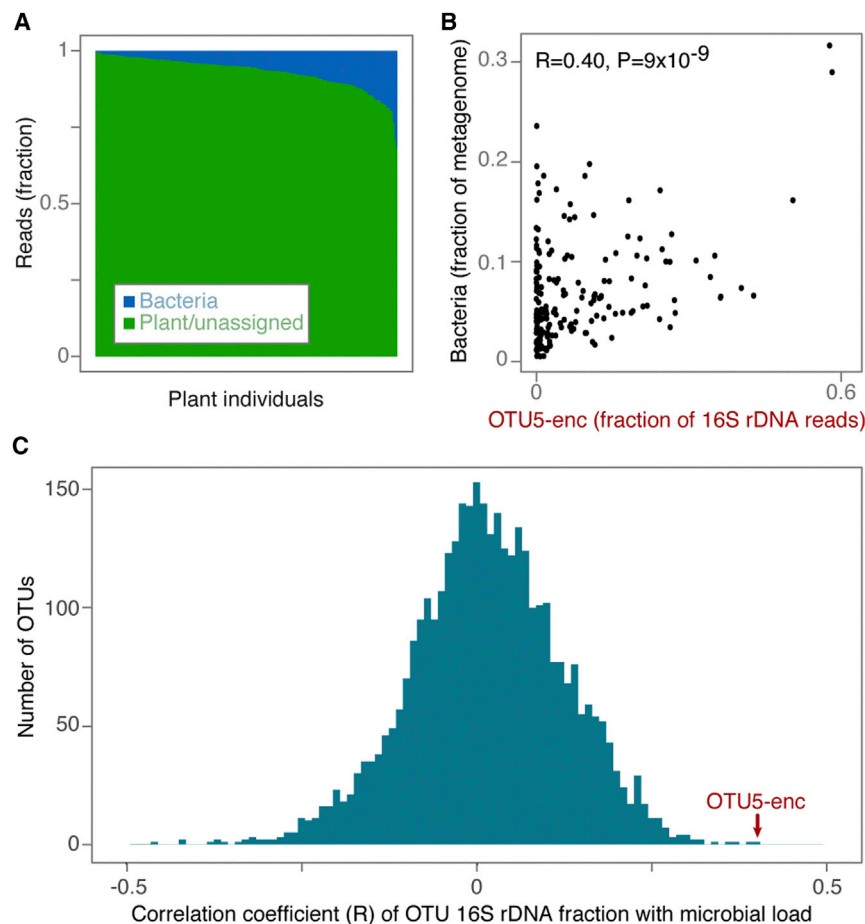 A
1
0.5
0
Reads (fraction)
Bacteria
Plant/unassigned
Plant individuals
B
R=0.40, P=9x10-9
0.3
0.2
0.1
0
Bacteria (fraction of metagenome)
0
0.6
OTU5-enc (fraction of 16S rDNA reads)
C
150
100
50
0
Number of OTUs
OTU5-enc
-0.5
0
0.5
Correlation coefficient (R) of OTU 16S rDNA fraction with microbial load